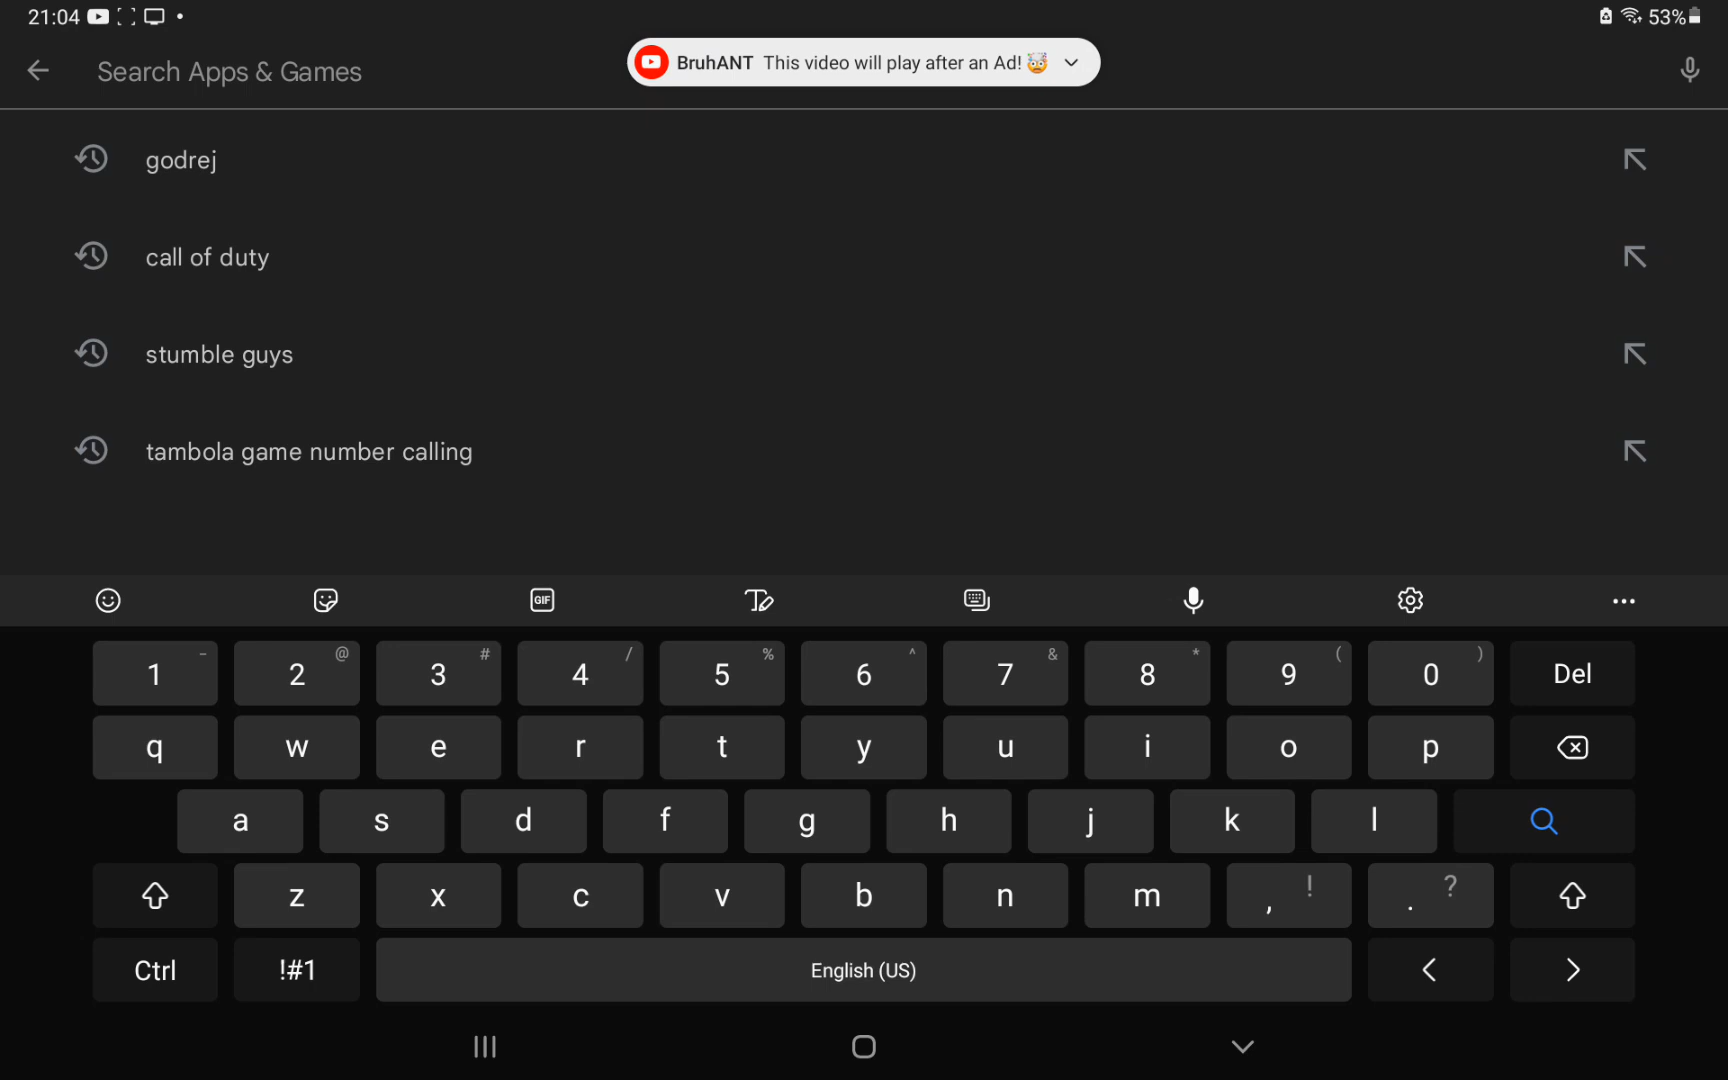 21:04
53%
Search Apps & Games
BruhANT This video will play after an Ad! 🤯
godrej
call of duty
stumble guys
tambola game number calling
GIF
1 - 2 @ 3 # 4 / 5 % 6 ^ 7 & 8 * 9 ( 0 ) Del
q w e r t y u i o p
a s d f g h j k l
z x c v b n m , ! . ?
Ctrl !#1 English (US) < >